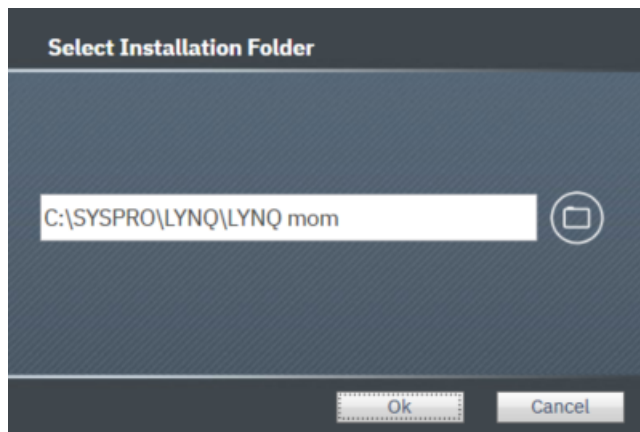 Select Installation Folder
C:\SYSPRO\LYNQ\LYNQ mom
Ok
Cancel